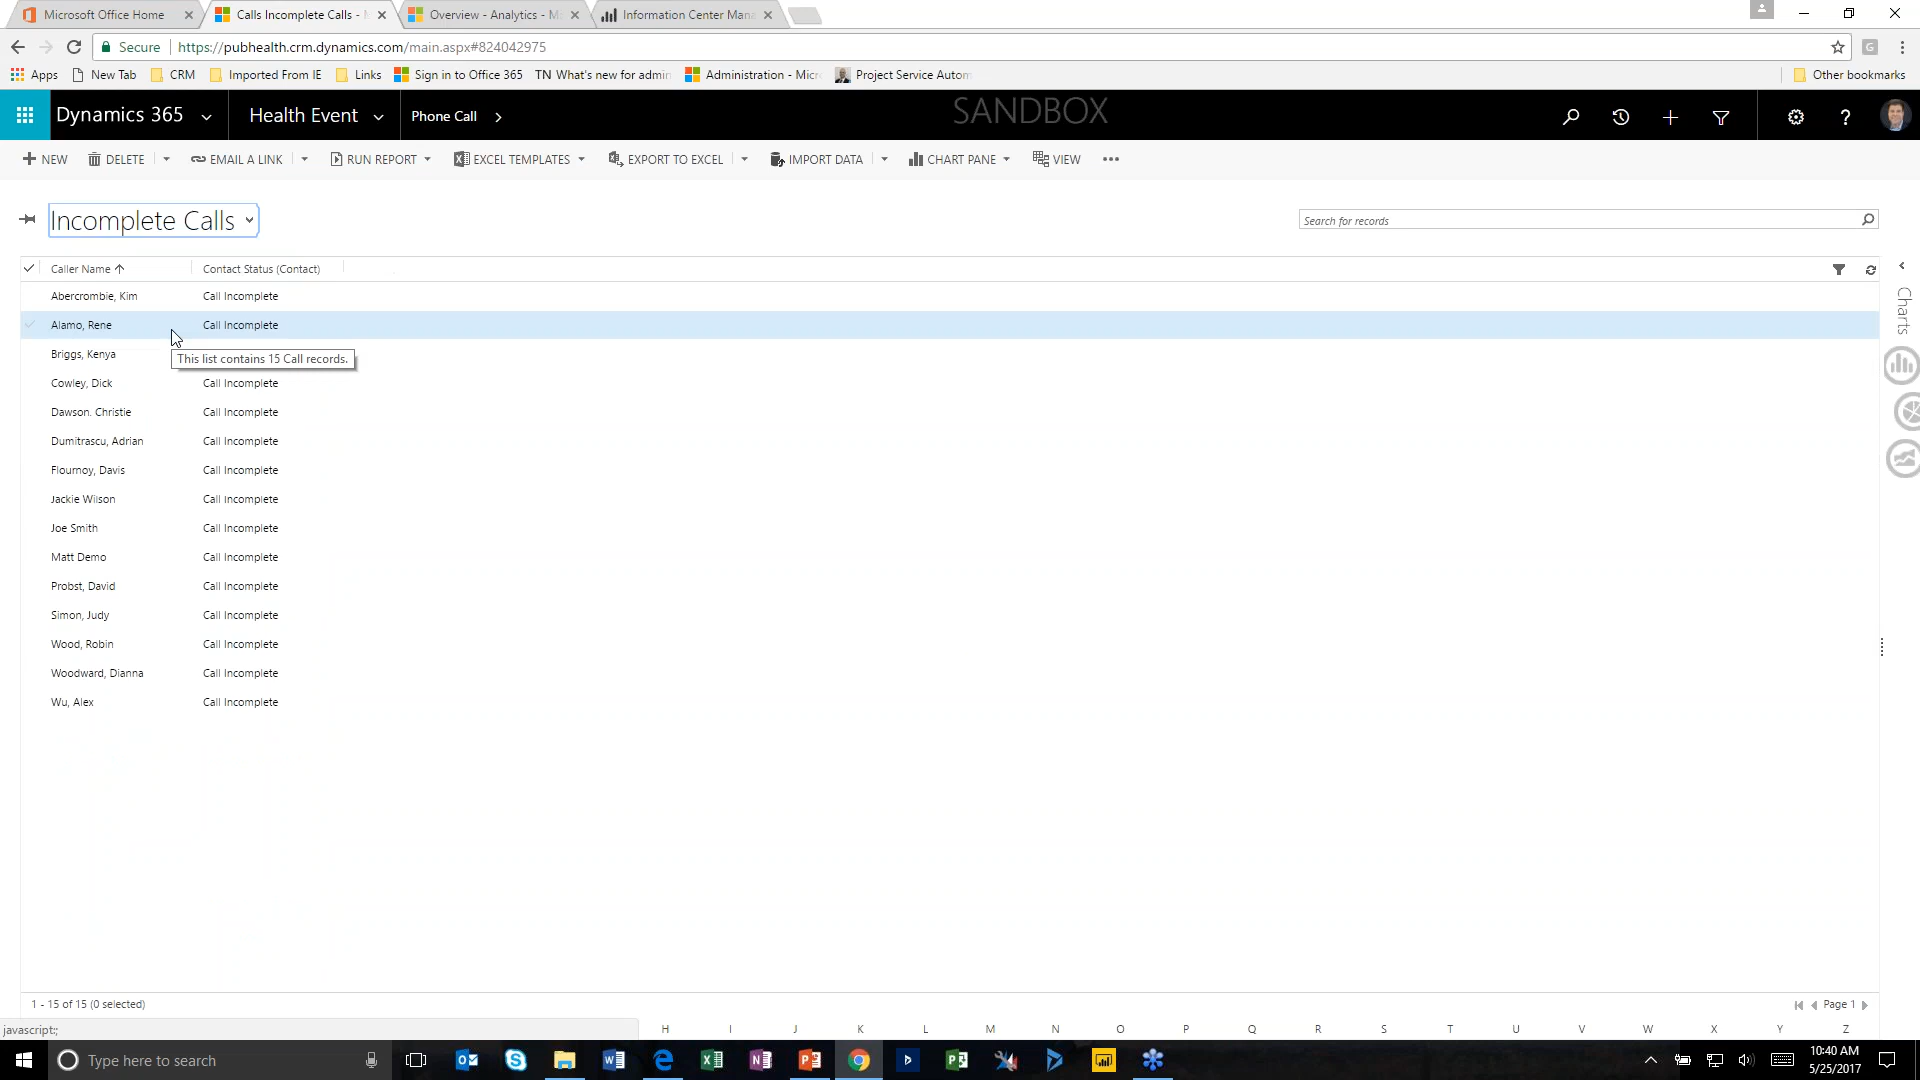 Microsoft Office Home
Calls Incomplete Calls -
Overview - Analytics - M
Information Center Man
Secure https://pubhealth.crm.dynamics.com/main.aspx#824042975
Apps New Tab CRM Imported From IE Links Sign in to Office 365 TN What's new for admin Administration - Micr Project Service Autom Other bookmarks
Dynamics 365 Health Event Phone Call SANDBOX
NEW DELETE EMAIL A LINK RUN REPORT EXCEL TEMPLATES EXPORT TO EXCEL IMPORT DATA CHART PANE VIEW
Incomplete Calls
Search for records
Caller Name Contact Status (Contact)
Charts
Abercrombie, Kim Call Incomplete
Alamo, Rene Call Incomplete
Briggs, Kenya
This list contains 15 Call records.
Cowley, Dick Call Incomplete
Dawson. Christie Call Incomplete
Dumitrascu, Adrian Call Incomplete
Flournoy, Davis Call Incomplete
Jackie Wilson Call Incomplete
Joe Smith Call Incomplete
Matt Demo Call Incomplete
Probst, David Call Incomplete
Simon, Judy Call Incomplete
Wood, Robin Call Incomplete
Woodward, Dianna Call Incomplete
Wu, Alex Call Incomplete
1 - 15 of 15 (0 selected) Page 1
javascript:; H I J K L M N O P Q R S T U V W X Y Z
Type here to search
10:40 AM
5/25/2017